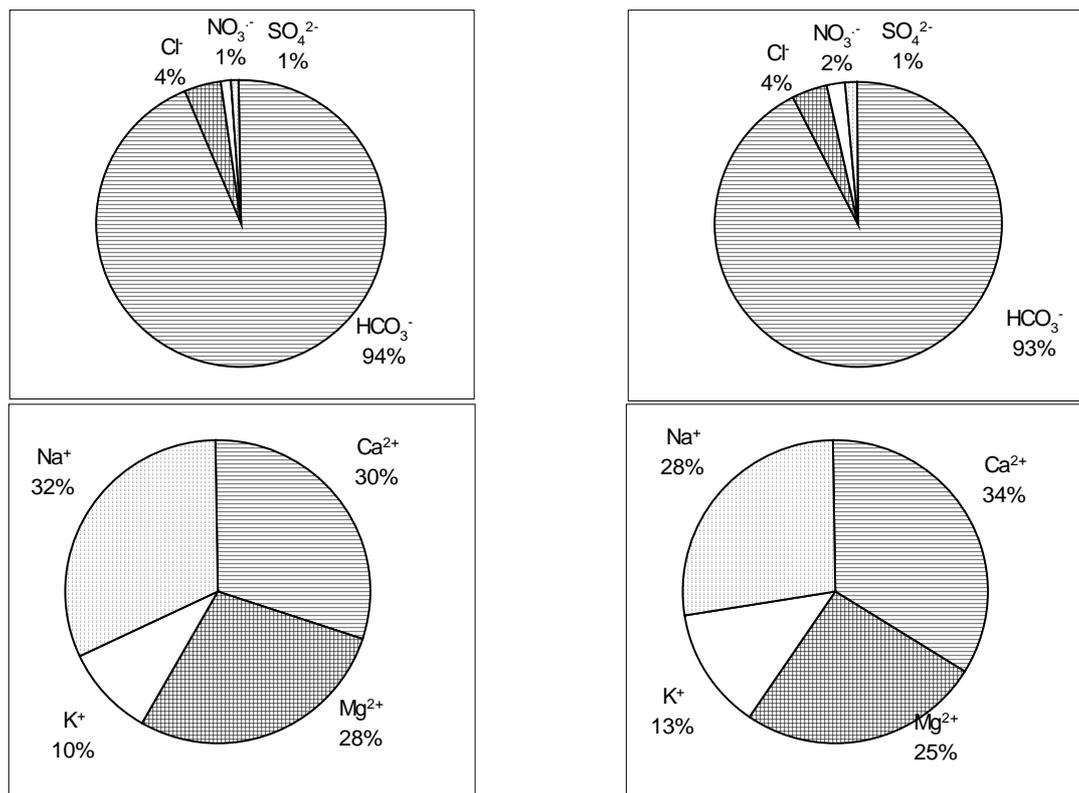 Cl⁻
4%
NO₃⁻
1%
SO₄²⁻
1%
HCO₃⁻
94%
Cl⁻
4%
NO₃⁻
2%
SO₄²⁻
1%
HCO₃⁻
93%
Na⁺
32%
Ca²⁺
30%
K⁺
10%
Mg²⁺
28%
Na⁺
28%
Ca²⁺
34%
K⁺
13%
Mg²⁺
25%